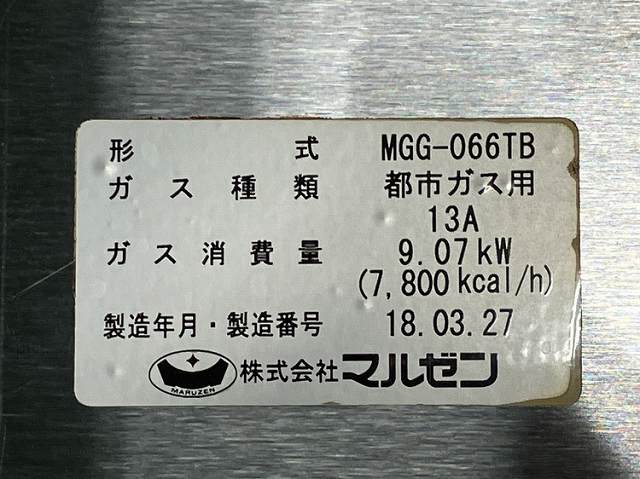 形式 MGG-066TB
ガス種類 都市ガス用
13A
ガス消費量 9.07kW
(7,800kcal/h)
製造年月・製造番号 18.03.27
MARUZEN 株式会社マルゼン